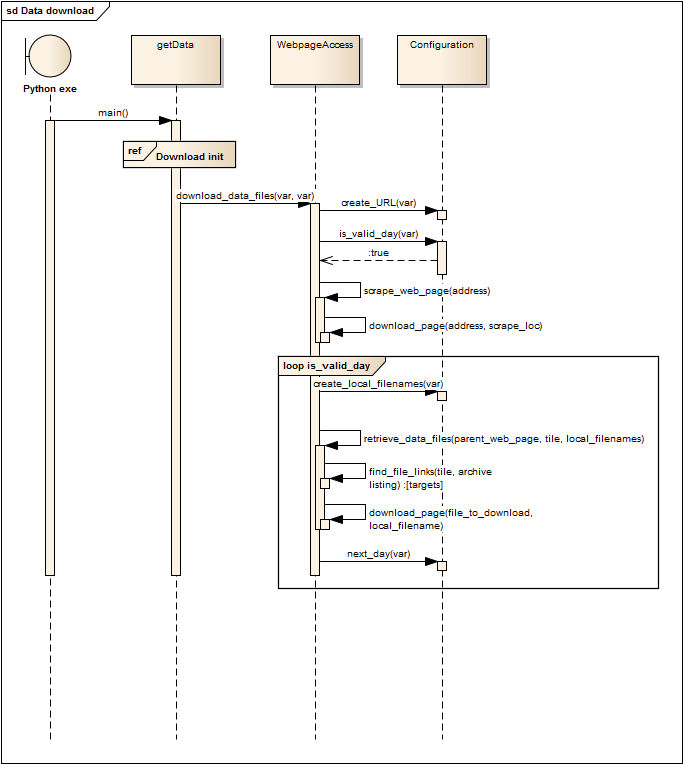 sd Data download
getData
WebpageAccess
Configuration
Python exe
main()
ref
Download init
download_data_files(var, var)
create_URL(var)
is_valid_day(var)
:true
scrape_web_page(address)
download_page(address, scrape_loc)
loop is_valid_day
create_local_filenames(var)
retrieve_data_files(parent_web_page, tile, local_filenames)
find_file_links(tile, archive
listing) :[targets]
download_page(file_to_download,
local_filename)
next_day(var)